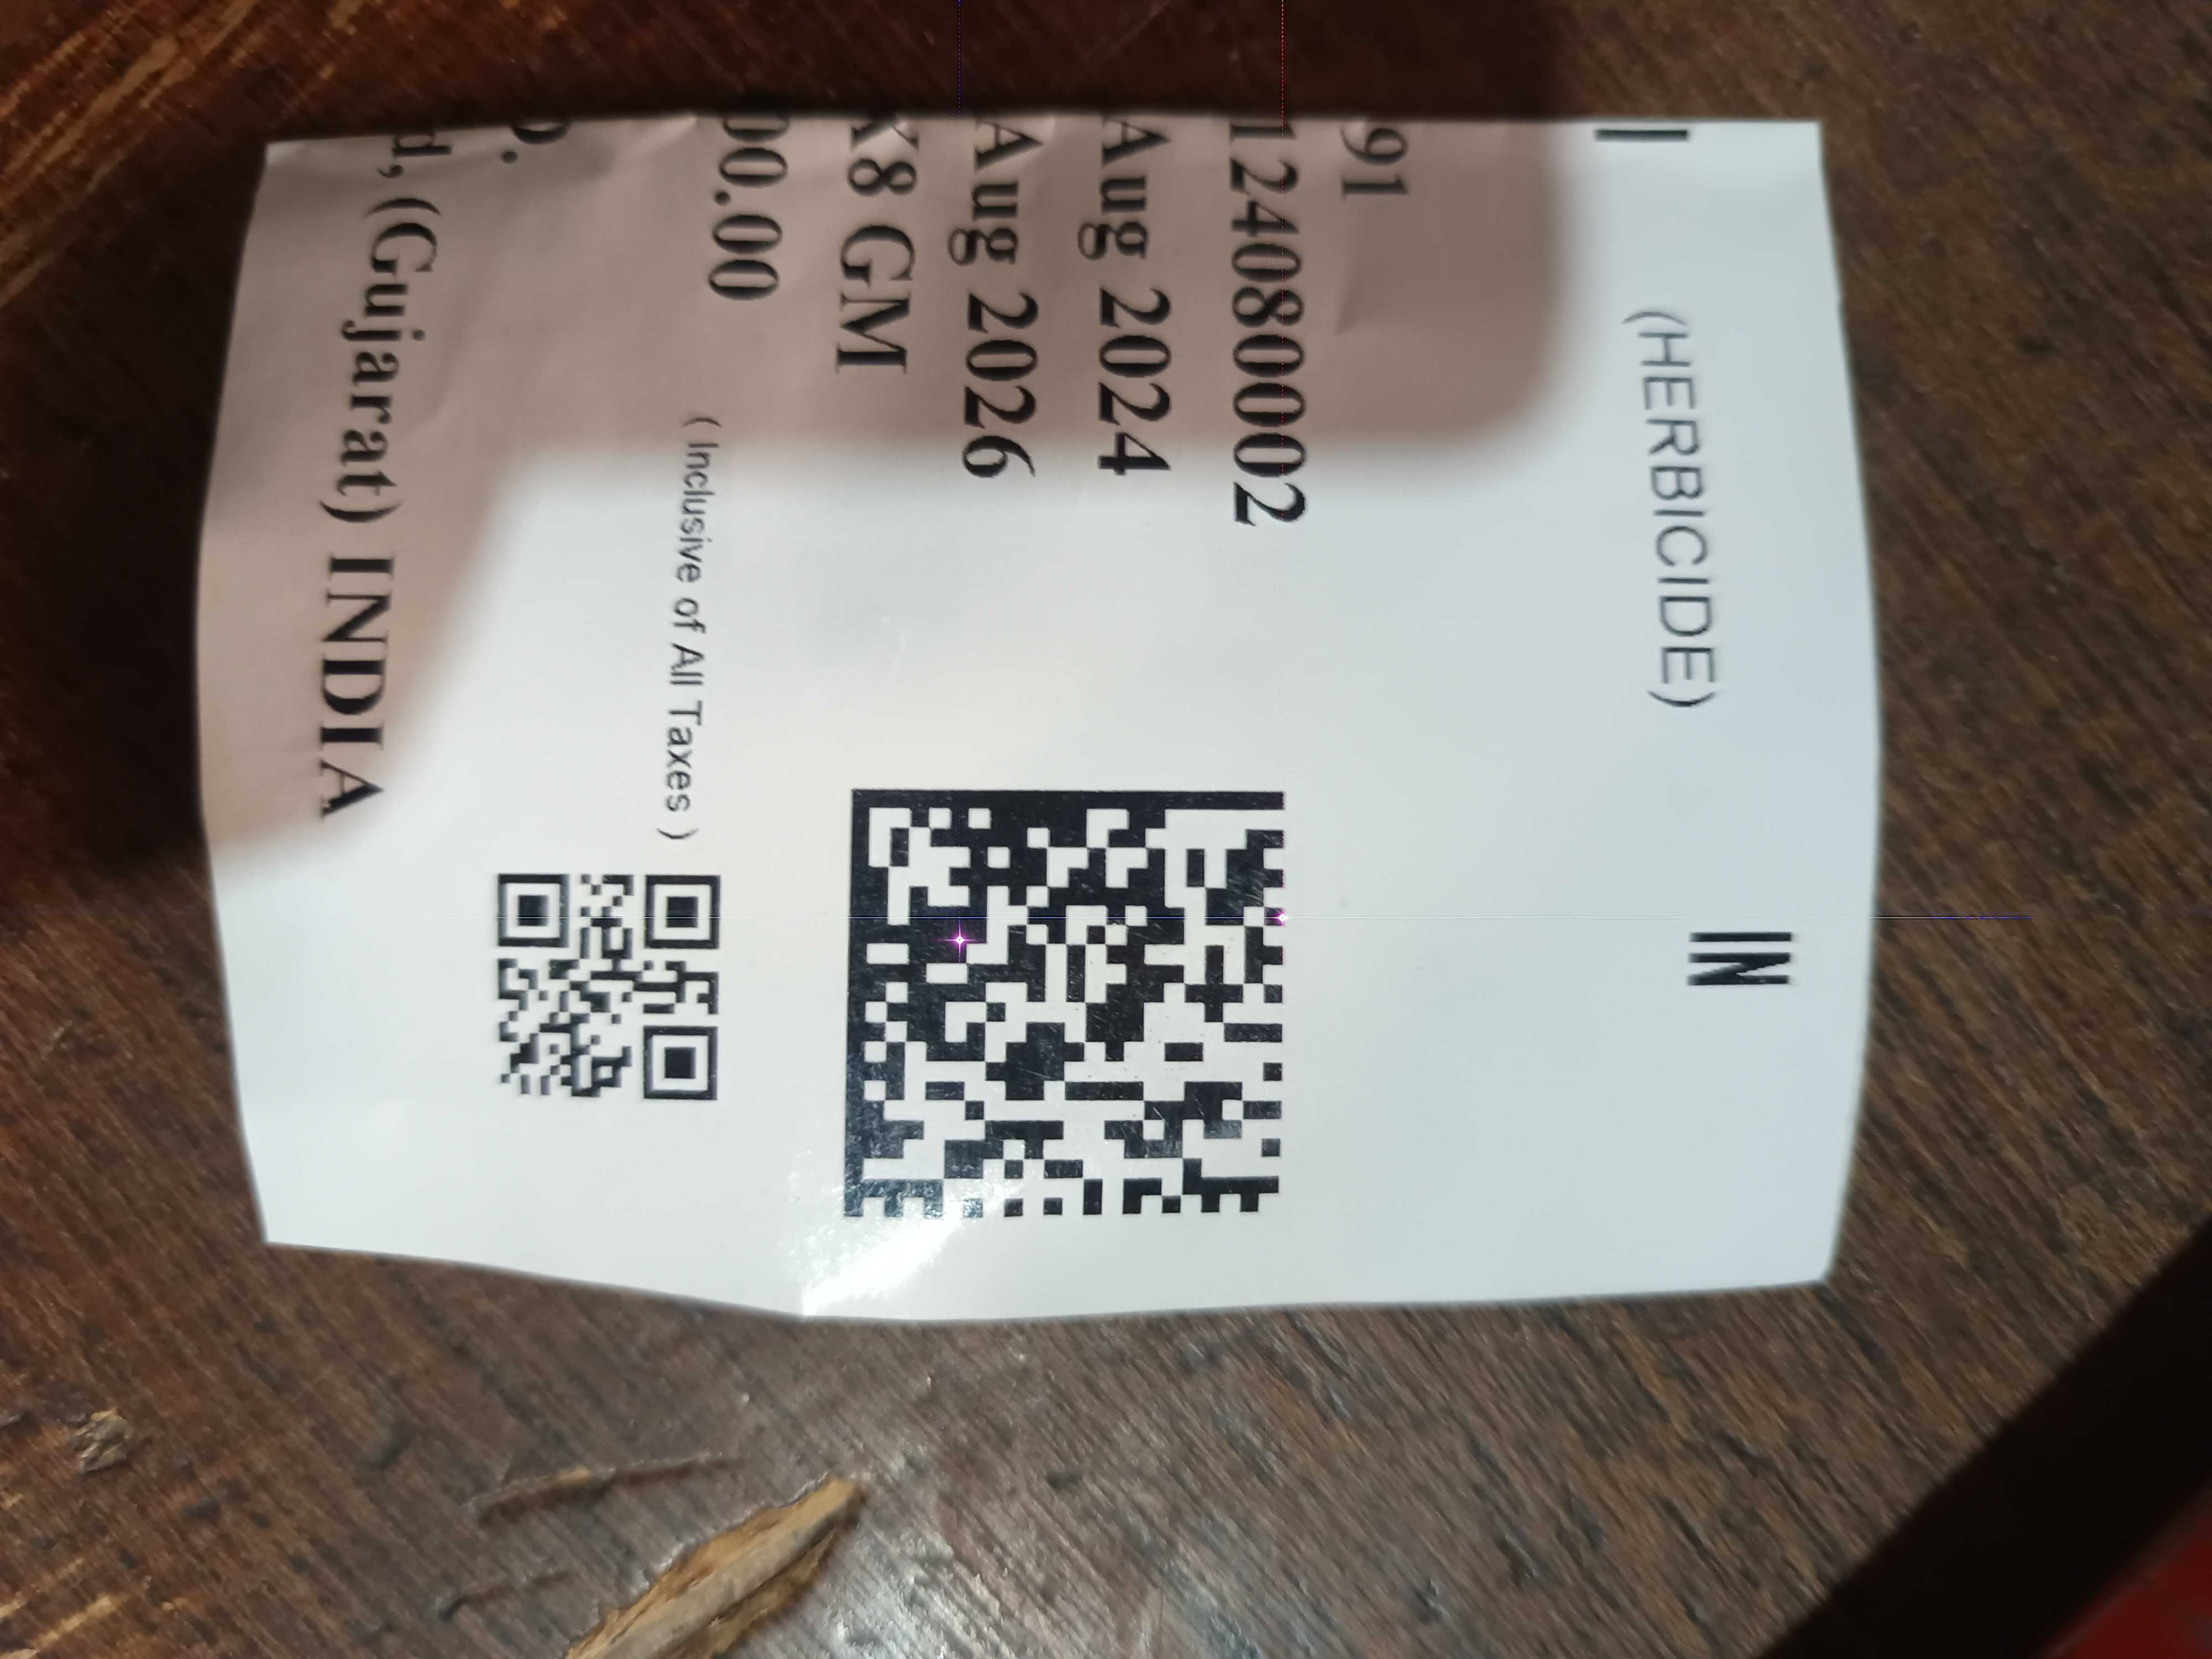 IN
(HERBICIDE)
91
124080002
Aug 2024
Aug 2026
X8 GM
00.00
( Inclusive of All Taxes )
d, (Gujarat) INDIA